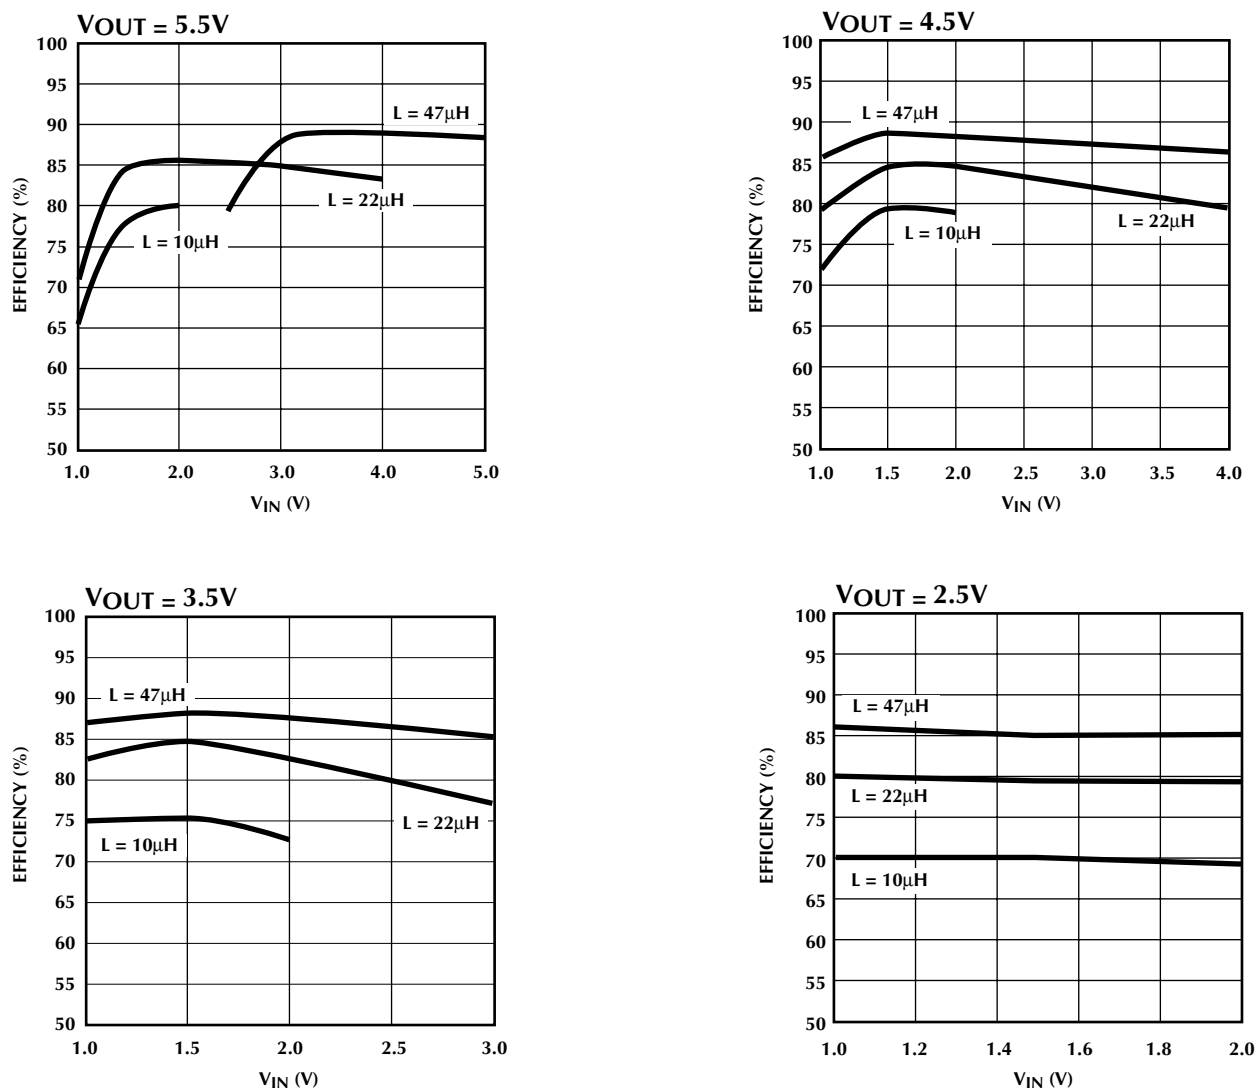 VOUT = 5.5V
100
95
90
85
80
75
70
65
60
55
50
EFFICIENCY (%)
L = 47μH
L = 22μH
L = 10μH
1.0 2.0 3.0 4.0 5.0
VIN (V)
VOUT = 4.5V
100
95
90
85
80
75
70
65
60
55
50
EFFICIENCY (%)
L = 47μH
L = 22μH
L = 10μH
1.0 1.5 2.0 2.5 3.0 3.5 4.0
VIN (V)
VOUT = 3.5V
100
95
90
85
80
75
70
65
60
55
50
EFFICIENCY (%)
L = 47μH
L = 22μH
L = 10μH
1.0 1.5 2.0 2.5 3.0
VIN (V)
VOUT = 2.5V
100
95
90
85
80
75
70
65
60
55
50
EFFICIENCY (%)
L = 47μH
L = 22μH
L = 10μH
1.0 1.2 1.4 1.6 1.8 2.0
VIN (V)